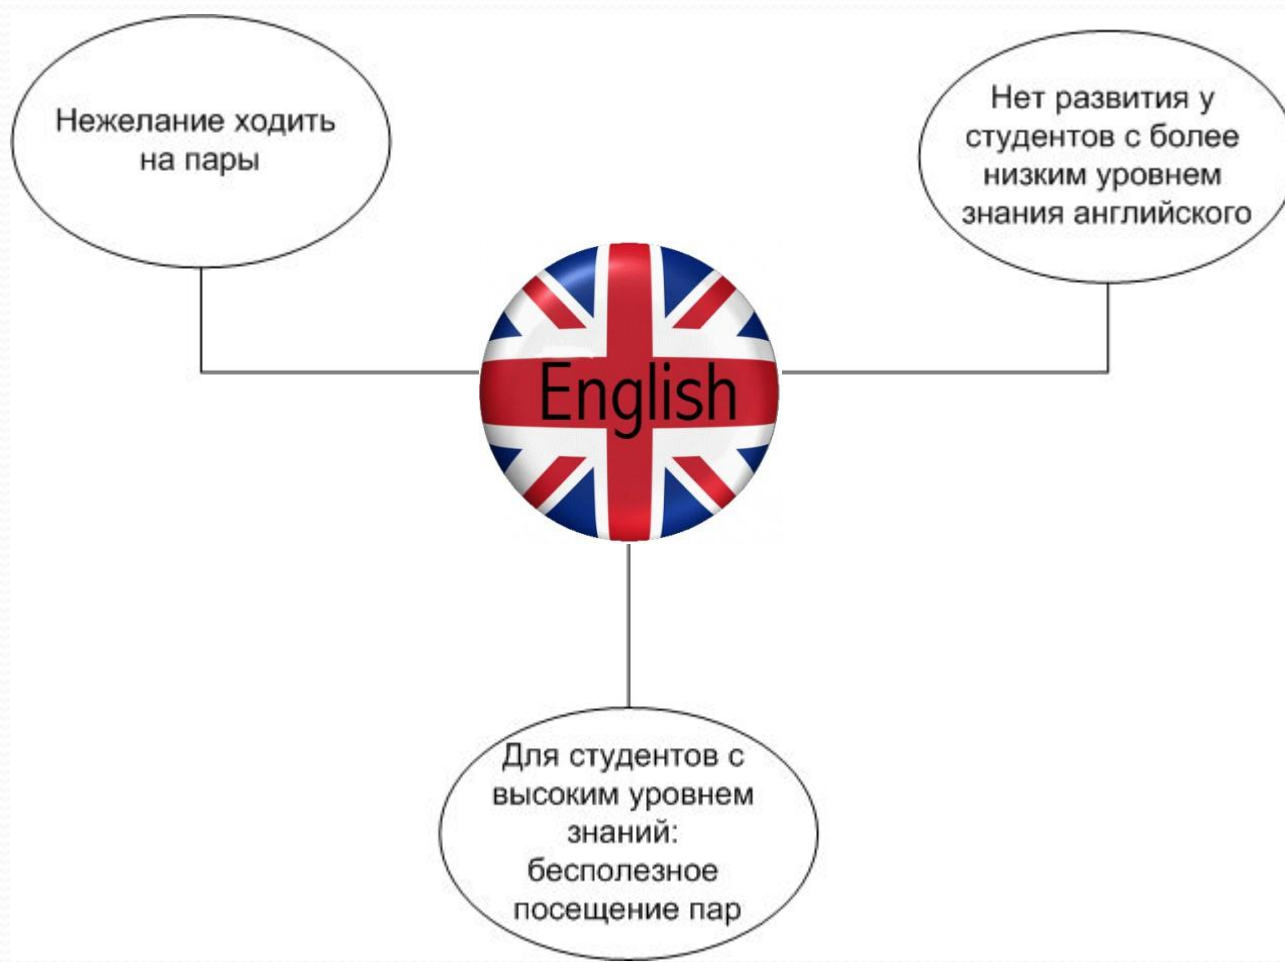 Нежелание ходить
на пары
Нет развития у
студентов с более
низким уровнем
знания английского
English
Для студентов с
высоким уровнем
знаний:
бесполезное
посещение пар